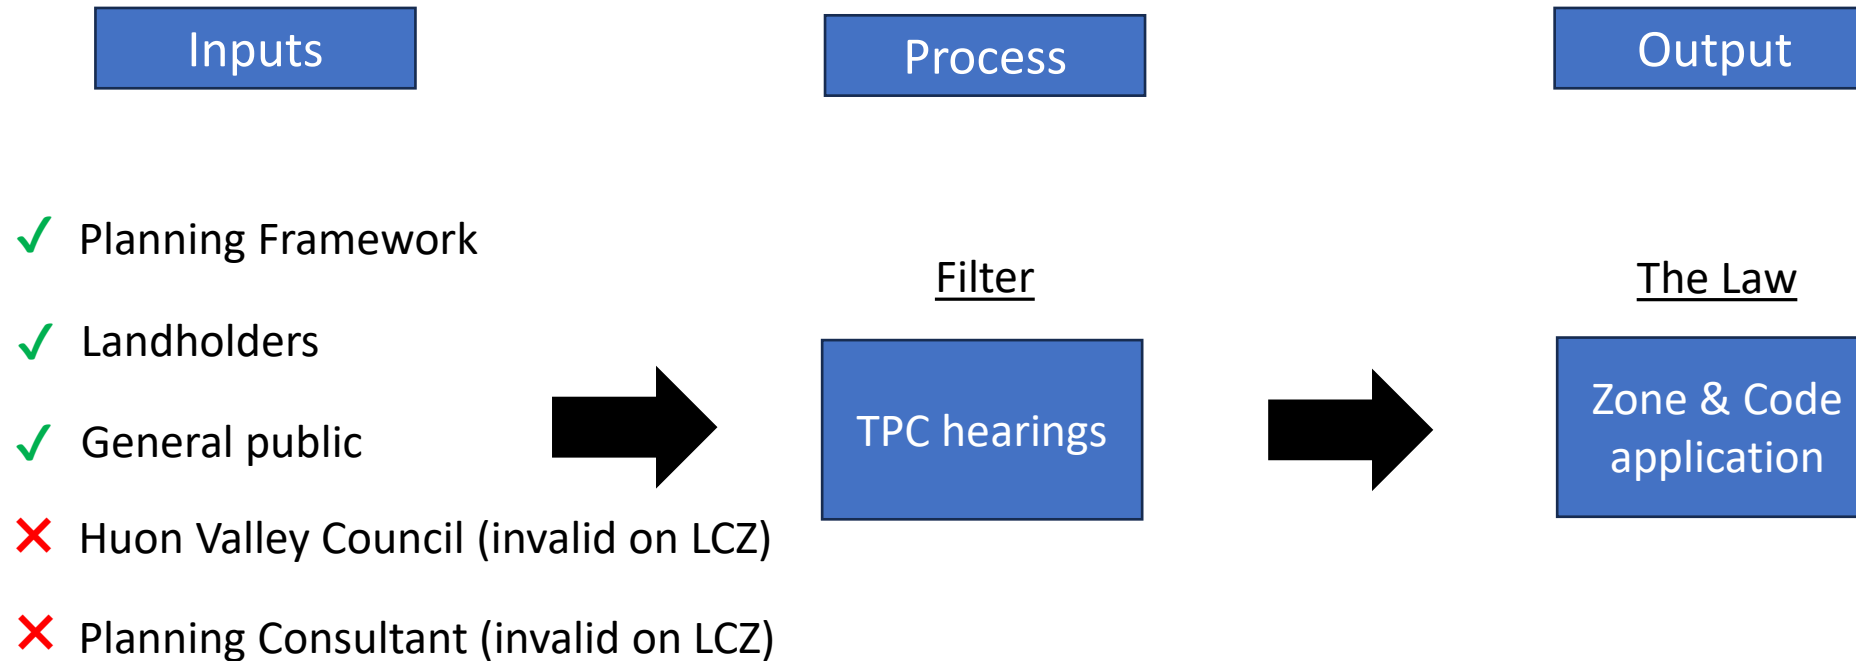 Inputs
Process
Output
✓ Planning Framework
✓ Landholders
✓ General public
✕ Huon Valley Council (invalid on LCZ)
✕ Planning Consultant (invalid on LCZ)
Filter
TPC hearings
The Law
Zone & Code
application